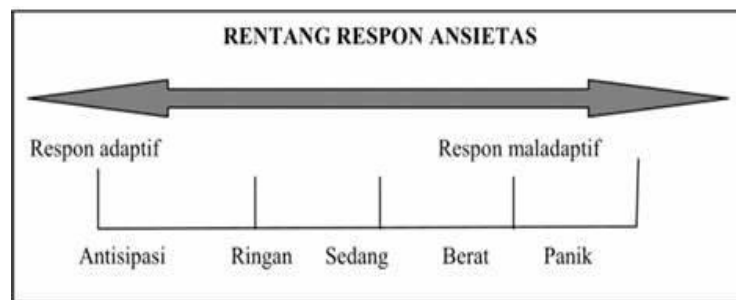 RENTANG RESPON ANSIETAS
Respon adaptif Respon maladaptif
Antisipasi Ringan Sedang Berat Panik